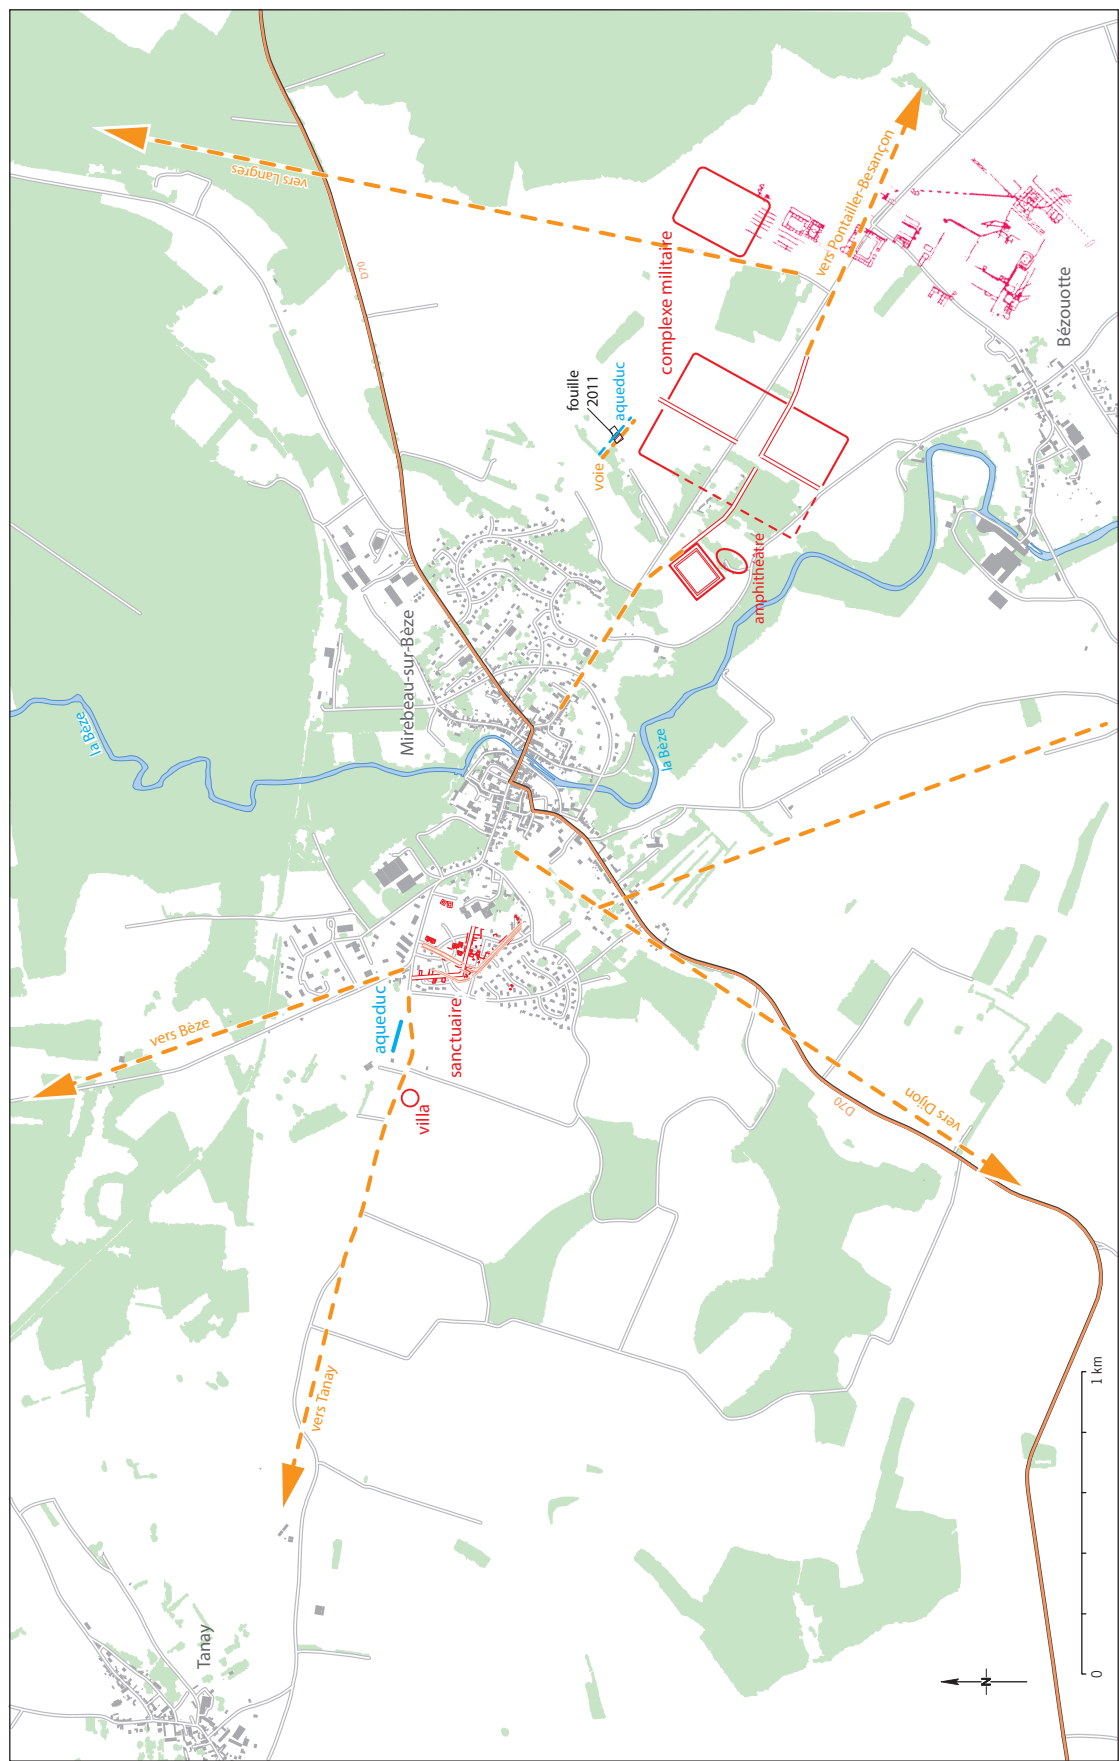 vers Langres
D20
la Bèze
Mirebeau-sur-Bèze
vers Bèze
aqueduc
sanctuaire
villa
vers Tanay
Tanay
fouille
2011
aqueduc
voie
complexe militaire
vers Pontailler-Besançon
amphithéâtre
la Bèze
Bézouotte
vers Dijon
D70
N
0
1 km